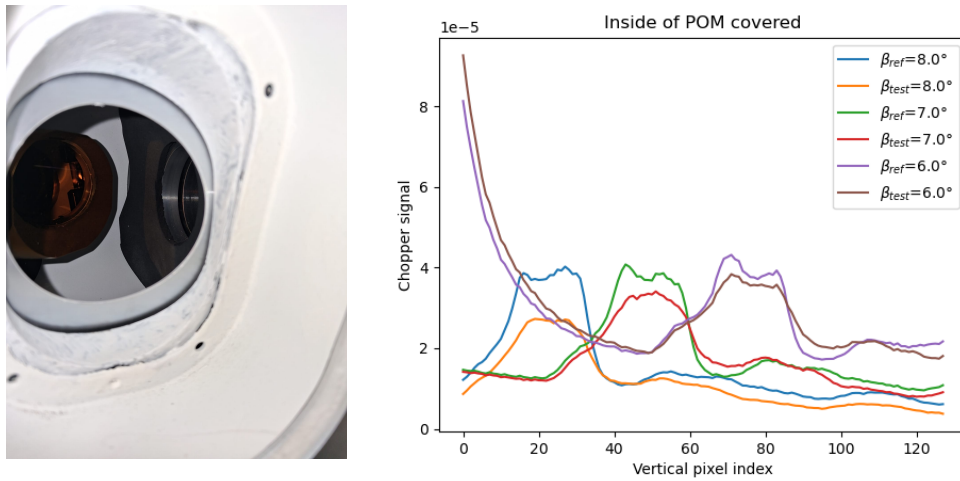 Inside of POM covered
1e−5
β_ref=8.0°
β_test=8.0°
β_ref=7.0°
β_test=7.0°
β_ref=6.0°
β_test=6.0°
Chopper signal
8
6
4
2
0
0 20 40 60 80 100 120
Vertical pixel index